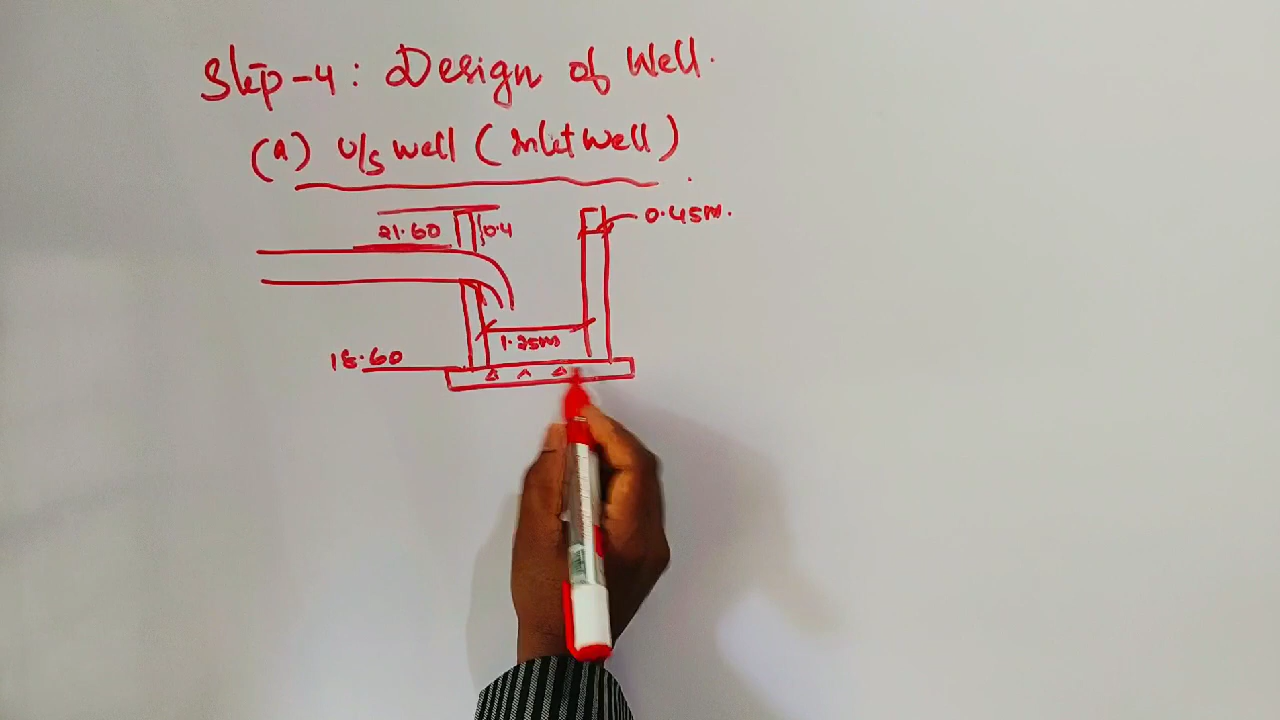 Step-4: Design of Well.
(A) U/S well (Inlet well)
0.45m.
21.60 0.4
1.25m
18.60